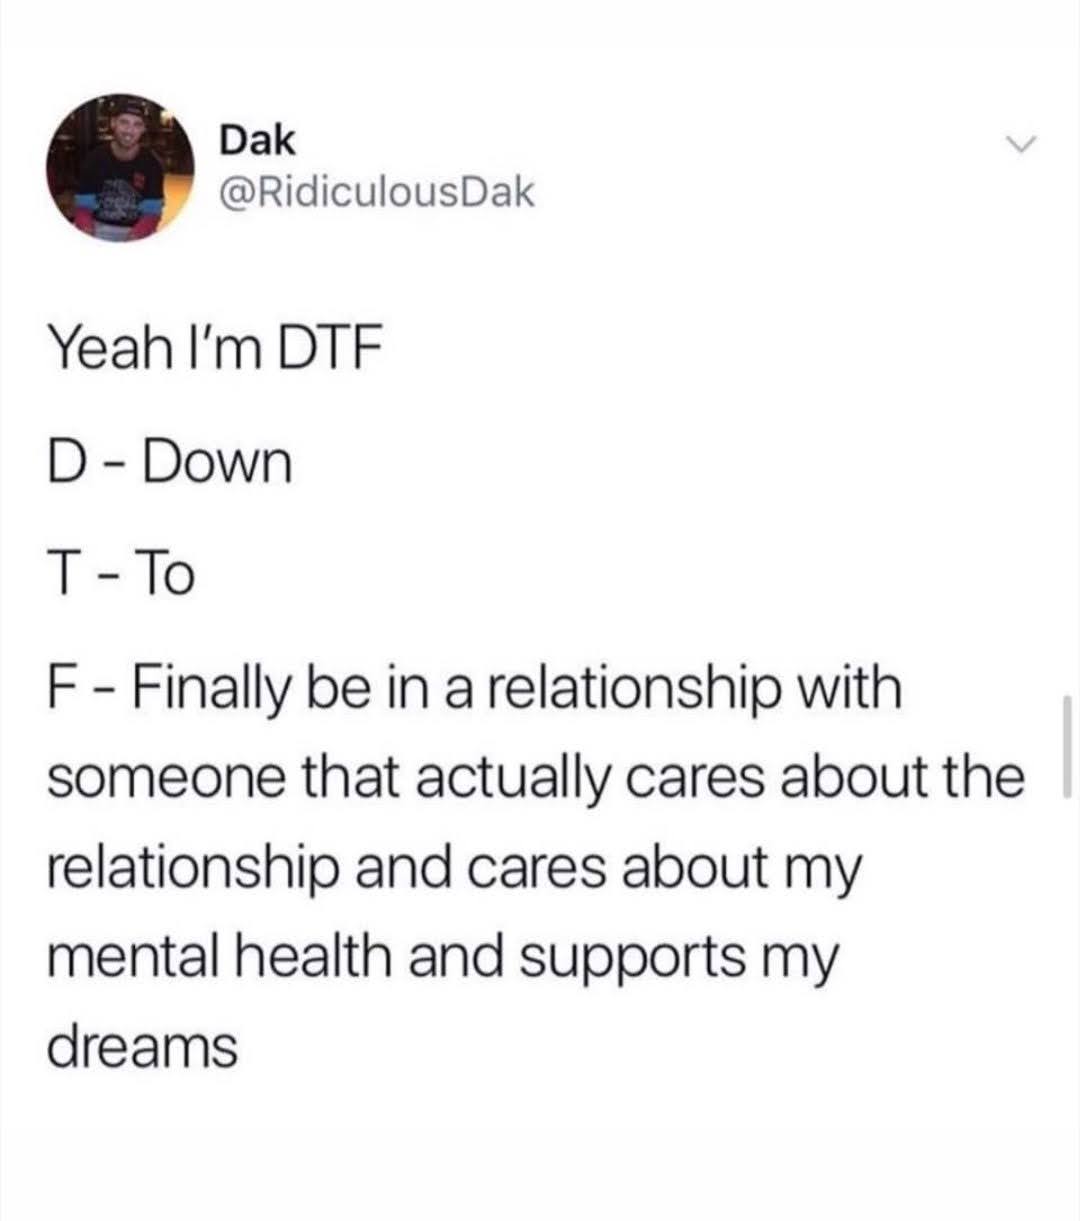 Dak
@RidiculousDak
Yeah I'm DTF
D - Down
T - To
F - Finally be in a relationship with
someone that actually cares about the
relationship and cares about my
mental health and supports my
dreams